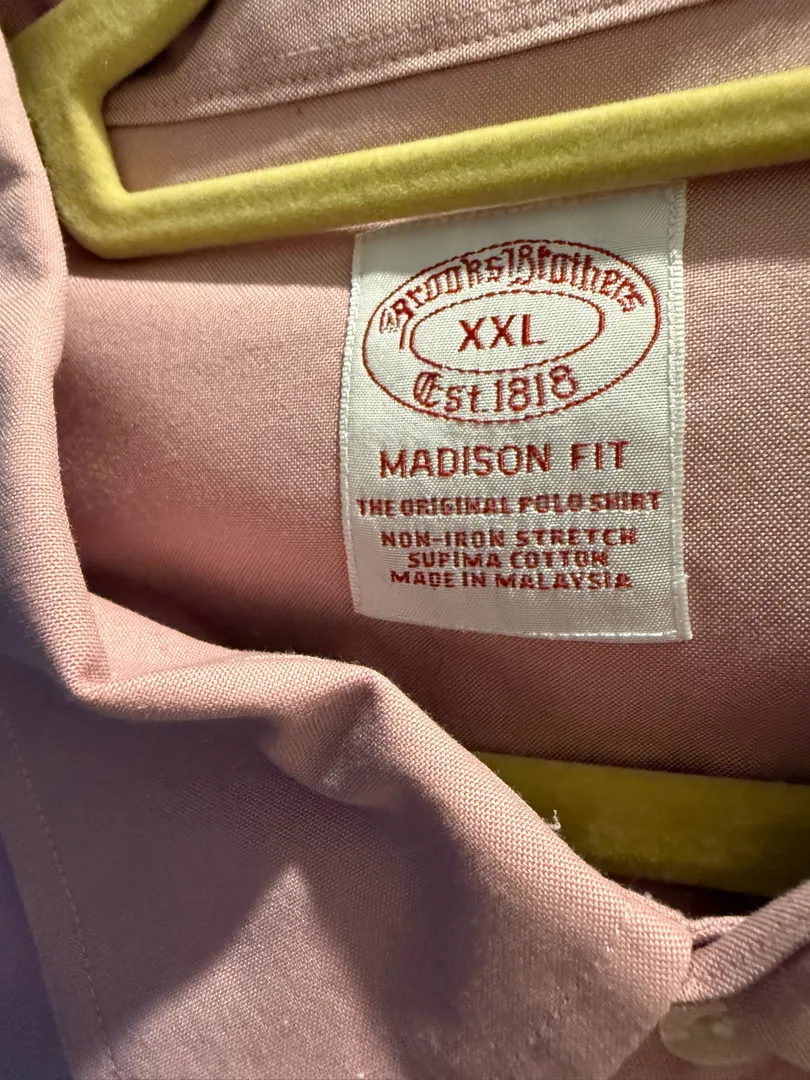 Brooks Brothers
XXL
Est. 1818
MADISON FIT
THE ORIGINAL POLO SHIRT
NON-IRON STRETCH
SUPIMA COTTON
MADE IN MALAYSIA